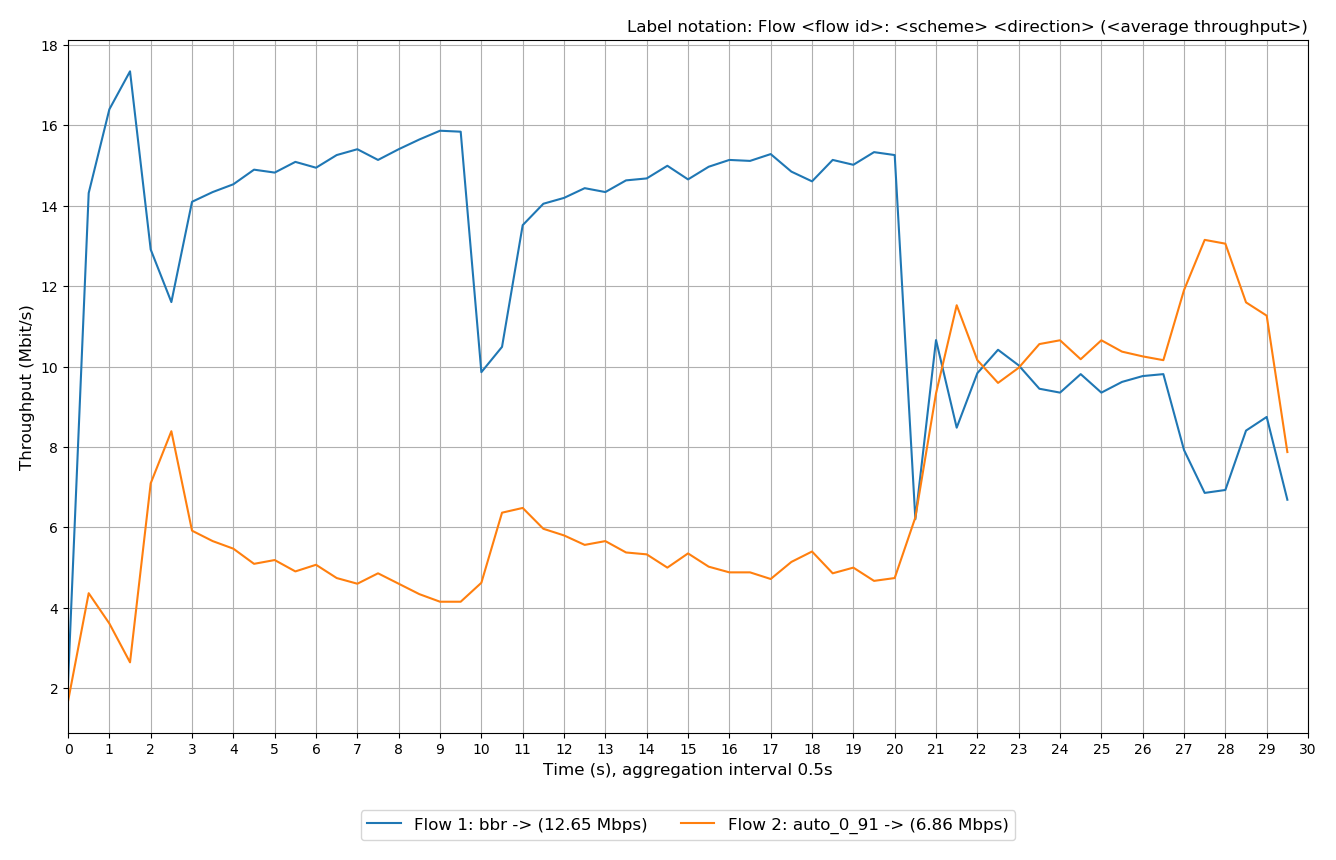 Label notation: Flow <flow id>: <scheme> <direction> (<average throughput>)
18
16
14
12
10
8
6
4
2
Throughput (Mbit/s)
0 1 2 3 4 5 6 7 8 9 10 11 12 13 14 15 16 17 18 19 20 21 22 23 24 25 26 27 28 29 30
Time (s), aggregation interval 0.5s
Flow 1: bbr -> (12.65 Mbps) Flow 2: auto_0_91 -> (6.86 Mbps)